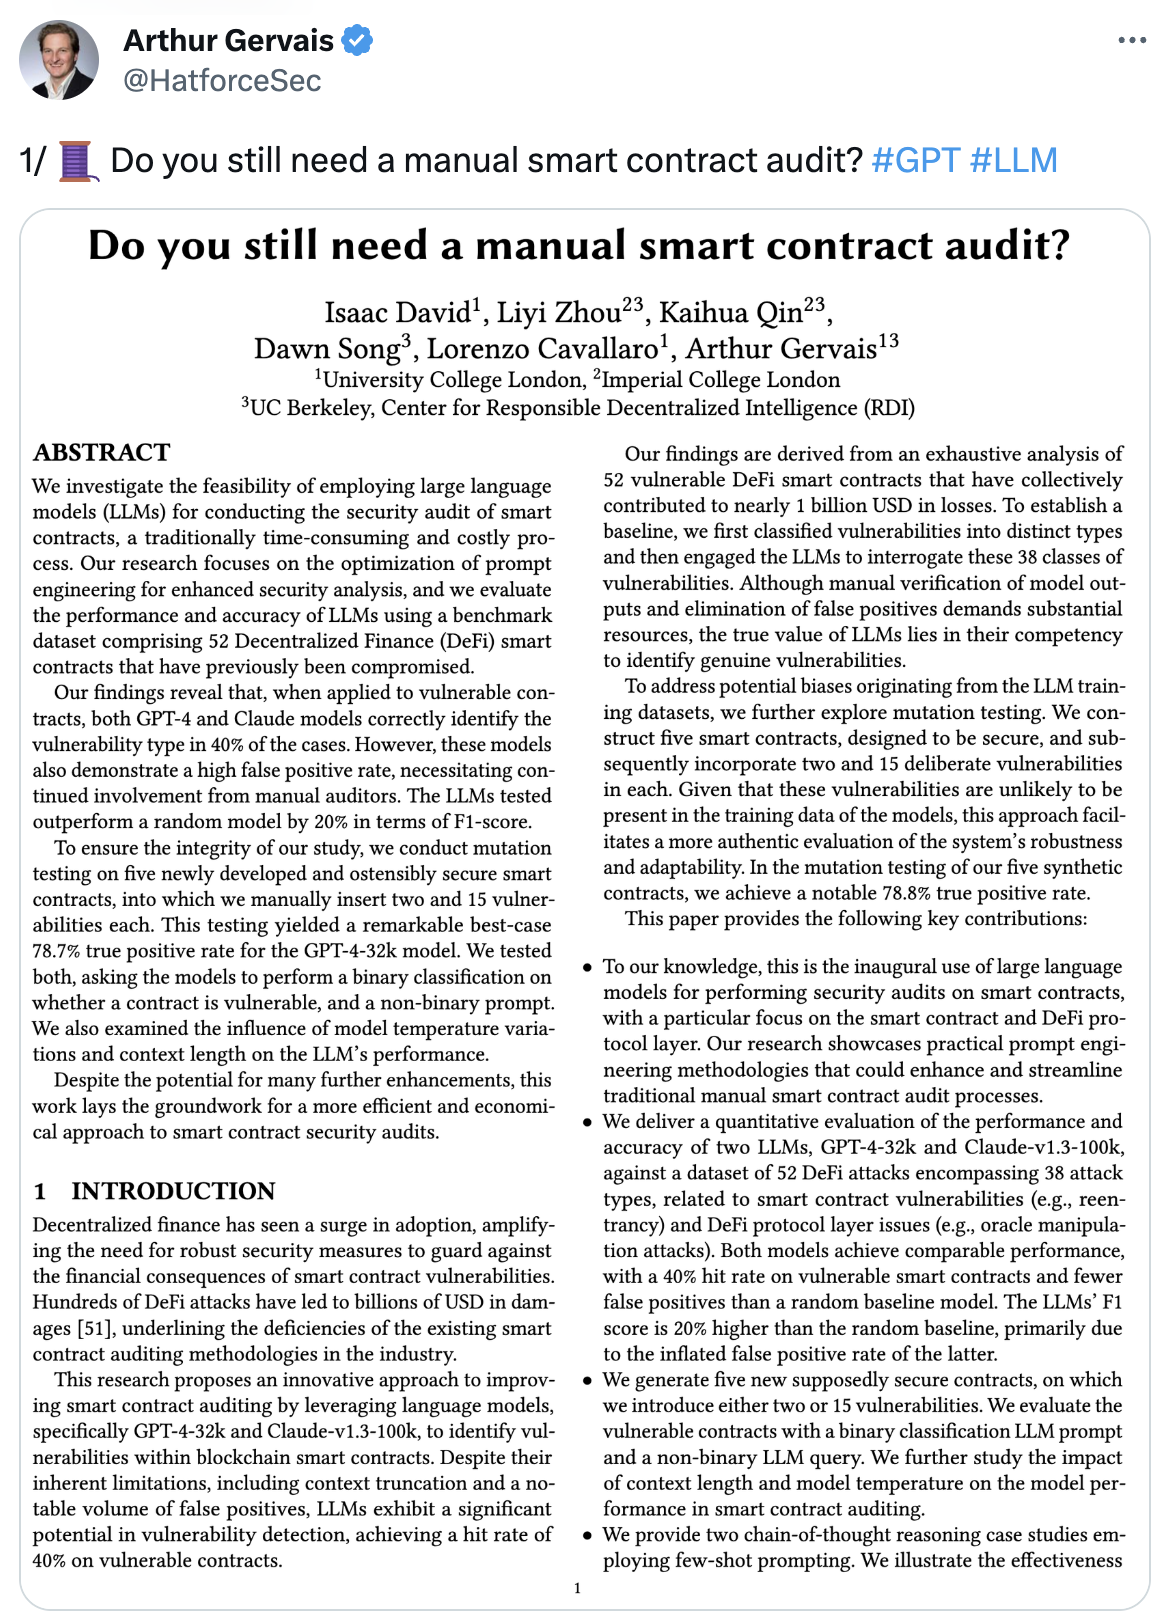 Arthur Gervais
@HatforceSec
1/ 🧵 Do you still need a manual smart contract audit? #GPT #LLM
Do you still need a manual smart contract audit?
Isaac David¹, Liyi Zhou²³, Kaihua Qin²³,
Dawn Song³, Lorenzo Cavallaro¹, Arthur Gervais¹³
¹University College London, ²Imperial College London
³UC Berkeley, Center for Responsible Decentralized Intelligence (RDI)
ABSTRACT
We investigate the feasibility of employing large language
models (LLMs) for conducting the security audit of smart
contracts, a traditionally time-consuming and costly pro-
cess. Our research focuses on the optimization of prompt
engineering for enhanced security analysis, and we evaluate
the performance and accuracy of LLMs using a benchmark
dataset comprising 52 Decentralized Finance (DeFi) smart
contracts that have previously been compromised.
Our findings reveal that, when applied to vulnerable con-
tracts, both GPT-4 and Claude models correctly identify the
vulnerability type in 40% of the cases. However, these models
also demonstrate a high false positive rate, necessitating con-
tinued involvement from manual auditors. The LLMs tested
outperform a random model by 20% in terms of F1-score.
To ensure the integrity of our study, we conduct mutation
testing on five newly developed and ostensibly secure smart
contracts, into which we manually insert two and 15 vulner-
abilities each. This testing yielded a remarkable best-case
78.7% true positive rate for the GPT-4-32k model. We tested
both, asking the models to perform a binary classification on
whether a contract is vulnerable, and a non-binary prompt.
We also examined the influence of model temperature varia-
tions and context length on the LLM's performance.
Despite the potential for many further enhancements, this
work lays the groundwork for a more efficient and economi-
cal approach to smart contract security audits.
1 INTRODUCTION
Decentralized finance has seen a surge in adoption, amplify-
ing the need for robust security measures to guard against
the financial consequences of smart contract vulnerabilities.
Hundreds of DeFi attacks have led to billions of USD in dam-
ages [51], underlining the deficiencies of the existing smart
contract auditing methodologies in the industry.
This research proposes an innovative approach to improv-
ing smart contract auditing by leveraging language models,
specifically GPT-4-32k and Claude-v1.3-100k, to identify vul-
nerabilities within blockchain smart contracts. Despite their
inherent limitations, including context truncation and a no-
table volume of false positives, LLMs exhibit a significant
potential in vulnerability detection, achieving a hit rate of
40% on vulnerable contracts.
Our findings are derived from an exhaustive analysis of
52 vulnerable DeFi smart contracts that have collectively
contributed to nearly 1 billion USD in losses. To establish a
baseline, we first classified vulnerabilities into distinct types
and then engaged the LLMs to interrogate these 38 classes of
vulnerabilities. Although manual verification of model out-
puts and elimination of false positives demands substantial
resources, the true value of LLMs lies in their competency
to identify genuine vulnerabilities.
To address potential biases originating from the LLM train-
ing datasets, we further explore mutation testing. We con-
struct five smart contracts, designed to be secure, and sub-
sequently incorporate two and 15 deliberate vulnerabilities
in each. Given that these vulnerabilities are unlikely to be
present in the training data of the models, this approach facil-
itates a more authentic evaluation of the system's robustness
and adaptability. In the mutation testing of our five synthetic
contracts, we achieve a notable 78.8% true positive rate.
This paper provides the following key contributions:
• To our knowledge, this is the inaugural use of large language
models for performing security audits on smart contracts,
with a particular focus on the smart contract and DeFi pro-
tocol layer. Our research showcases practical prompt engi-
neering methodologies that could enhance and streamline
traditional manual smart contract audit processes.
• We deliver a quantitative evaluation of the performance and
accuracy of two LLMs, GPT-4-32k and Claude-v1.3-100k,
against a dataset of 52 DeFi attacks encompassing 38 attack
types, related to smart contract vulnerabilities (e.g., reen-
trancy) and DeFi protocol layer issues (e.g., oracle manipula-
tion attacks). Both models achieve comparable performance,
with a 40% hit rate on vulnerable smart contracts and fewer
false positives than a random baseline model. The LLMs' F1
score is 20% higher than the random baseline, primarily due
to the inflated false positive rate of the latter.
• We generate five new supposedly secure contracts, on which
we introduce either two or 15 vulnerabilities. We evaluate the
vulnerable contracts with a binary classification LLM prompt
and a non-binary LLM query. We further study the impact
of context length and model temperature on the model per-
formance in smart contract auditing.
• We provide two chain-of-thought reasoning case studies em-
ploying few-shot prompting. We illustrate the effectiveness
1